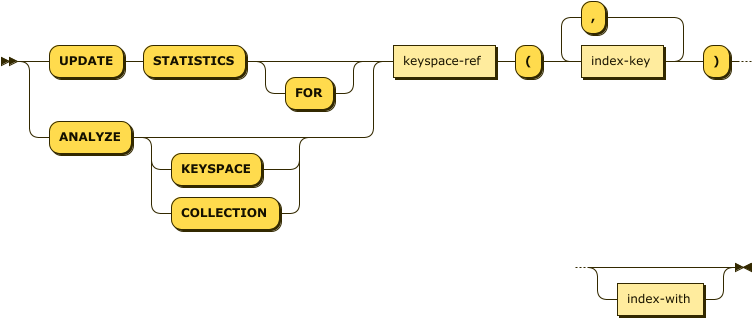 UPDATE STATISTICS keyspace-ref ( , index-key )
FOR
ANALYZE
KEYSPACE
COLLECTION
index-with